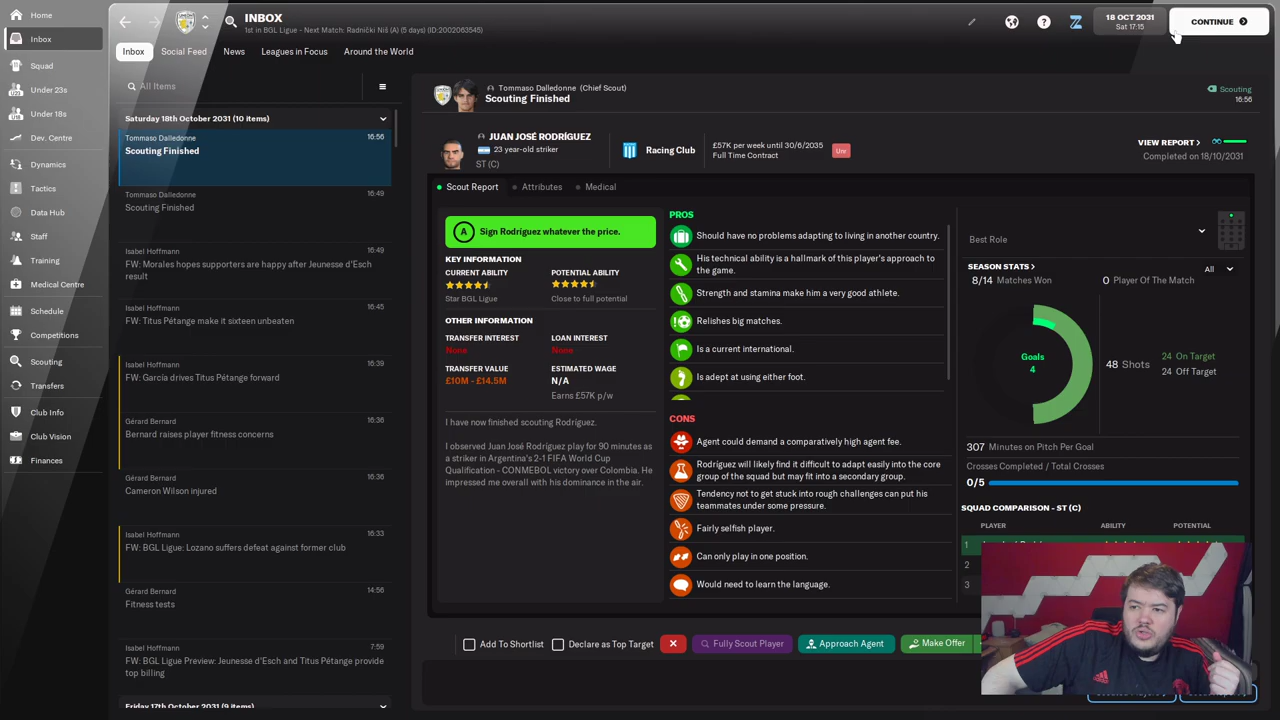 Home
Inbox
Squad
Under 23s
Under 18s
Dev. Centre
Dynamics
Tactics
Data Hub
Staff
Training
Medical Centre
Schedule
Competitions
Scouting
Transfers
Club Info
Club Vision
Finances
INBOX
1st in BGL Ligue - Next Match: Radnički Niš (A) (5 days) (ID:2002063545)
18 OCT 2031
Sat 17:15
CONTINUE
Inbox
Social Feed
News
Leagues in Focus
Around the World
All Items
Saturday 18th October 2031 (10 items)
Tommaso Dalledonne 16:56
Scouting Finished
Tommaso Dalledonne 16:49
Scouting Finished
Isabel Hoffmann 16:49
FW: Morales hopes supporters are happy after Jeunesse d'Esch
result
Isabel Hoffmann 16:45
FW: Titus Pétange make it sixteen unbeaten
Isabel Hoffmann 16:39
FW: García drives Titus Pétange forward
Gérard Bernard 16:36
Bernard raises player fitness concerns
Gérard Bernard 16:36
Cameron Wilson injured
Isabel Hoffmann 16:33
FW: BGL Ligue: Lozano suffers defeat against former club
Gérard Bernard 14:56
Fitness tests
Isabel Hoffmann 7:59
FW: BGL Ligue Preview: Jeunesse d'Esch and Titus Pétange provide
top billing
Friday 17th October 2031 (9 items)
Tommaso Dalledonne (Chief Scout)
Scouting Finished
Scouting
16:56
JUAN JOSÉ RODRÍGUEZ
23 year-old striker
ST (C)
Racing Club
£57K per week until 30/6/2035
Full Time Contract
Unr
VIEW REPORT >
Completed on 18/10/2031
Scout Report
Attributes
Medical
A Sign Rodríguez whatever the price.
KEY INFORMATION
CURRENT ABILITY
POTENTIAL ABILITY
Star BGL Ligue
Close to full potential
OTHER INFORMATION
TRANSFER INTEREST
LOAN INTEREST
None
None
TRANSFER VALUE
ESTIMATED WAGE
£10M - £14.5M
N/A
Earns £57K p/w
I have now finished scouting Rodríguez.
I observed Juan José Rodríguez play for 90 minutes as
a striker in Argentina's 2-1 FIFA World Cup
Qualification - CONMEBOL victory over Colombia. He
impressed me overall with his dominance in the air.
PROS
Should have no problems adapting to living in another country.
His technical ability is a hallmark of this player's approach to
the game.
Strength and stamina make him a very good athlete.
Relishes big matches.
Is a current international.
Is adept at using either foot.
CONS
Agent could demand a comparatively high agent fee.
Rodríguez will likely find it difficult to adapt easily into the core
group of the squad but may fit into a secondary group.
Tendency not to get stuck into rough challenges can put his
teammates under some pressure.
Fairly selfish player.
Can only play in one position.
Would need to learn the language.
Best Role
SEASON STATS >
All
8/14 Matches Won
0 Player Of The Match
Goals
4
48 Shots
24 On Target
24 Off Target
307 Minutes on Pitch Per Goal
Crosses Completed / Total Crosses
0/5
SQUAD COMPARISON - ST (C)
PLAYER ABILITY POTENTIAL
1
2
3
Add To Shortlist
Declare as Top Target
Fully Scout Player
Approach Agent
Make Offer